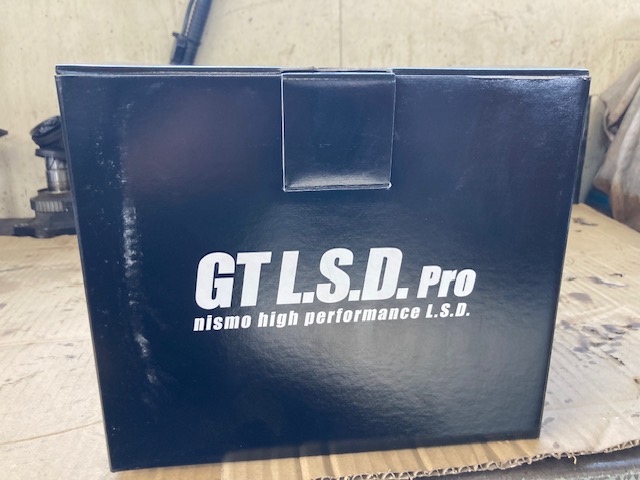 GT L.S.D. Pro
nismo high performance L.S.D.